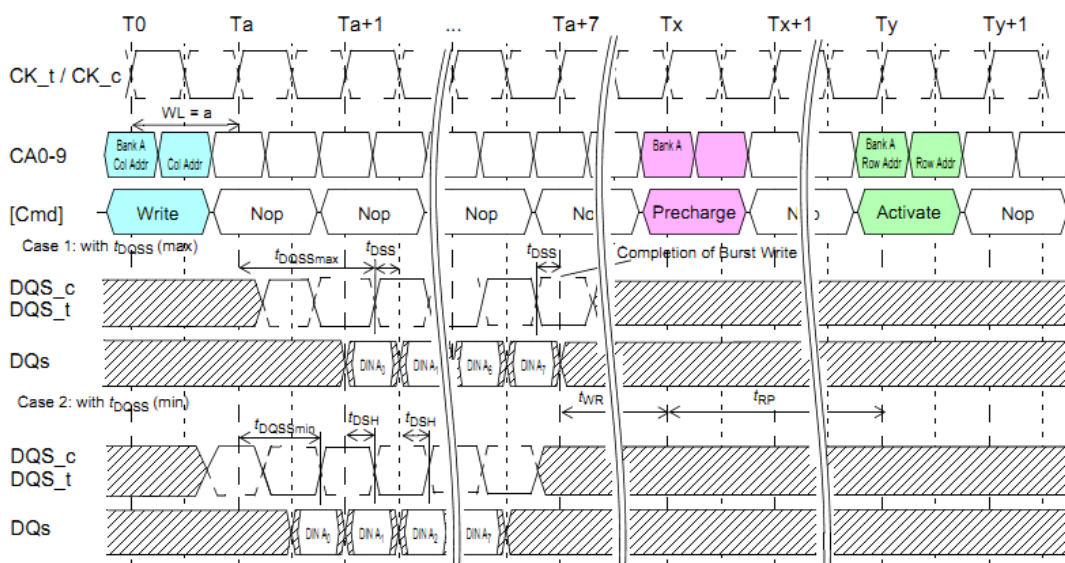 T0 Ta Ta+1 ... Ta+7 Tx Tx+1 Ty Ty+1
CK_t / CK_c
WL = a
CA0-9
Bank A Col Addr Col Addr Bank A Bank A Row Addr Row Addr
[Cmd] Write Nop Nop Nop Precharge Activate Nop
Case 1: with tDQSS (max)
tDQSSmax tDSS tDSS Completion of Burst Write
DQS_c
DQS_t
DQs DIN A0 DIN A1 DIN A6 DIN A7
Case 2: with tDQSS (min)
tWR tRP
tDQSSmin tDSH tDSH
DQS_c
DQS_t
DQs DIN A0 DIN A1 DIN A2 DIN A7